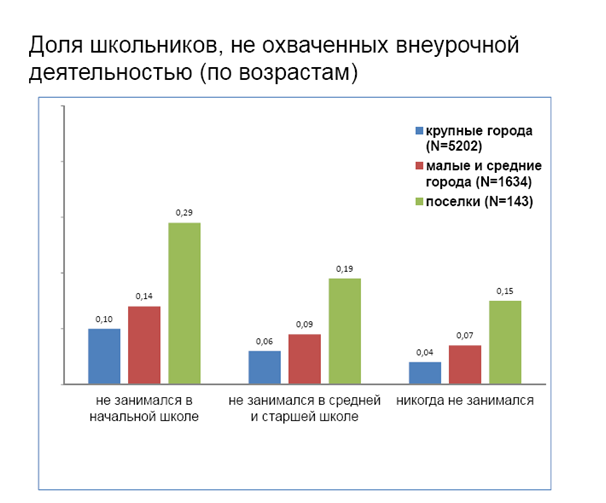 Доля школьников, не охваченных внеурочной
деятельностью (по возрастам)
крупные города
(N=5202)
малые и средние
города (N=1634)
поселки (N=143)
0,10
0,14
0,29
0,06
0,09
0,19
0,04
0,07
0,15
не занимался в
начальной школе
не занимался в средней
и старшей школе
никогда не занимался